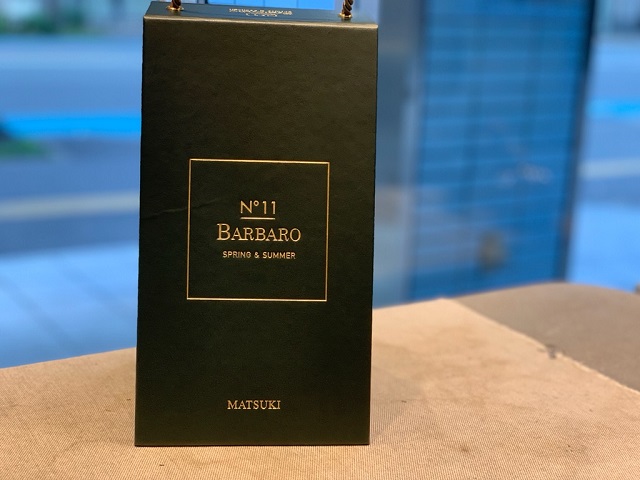 N°11
BARBARO
SPRING & SUMMER
MATSUKI